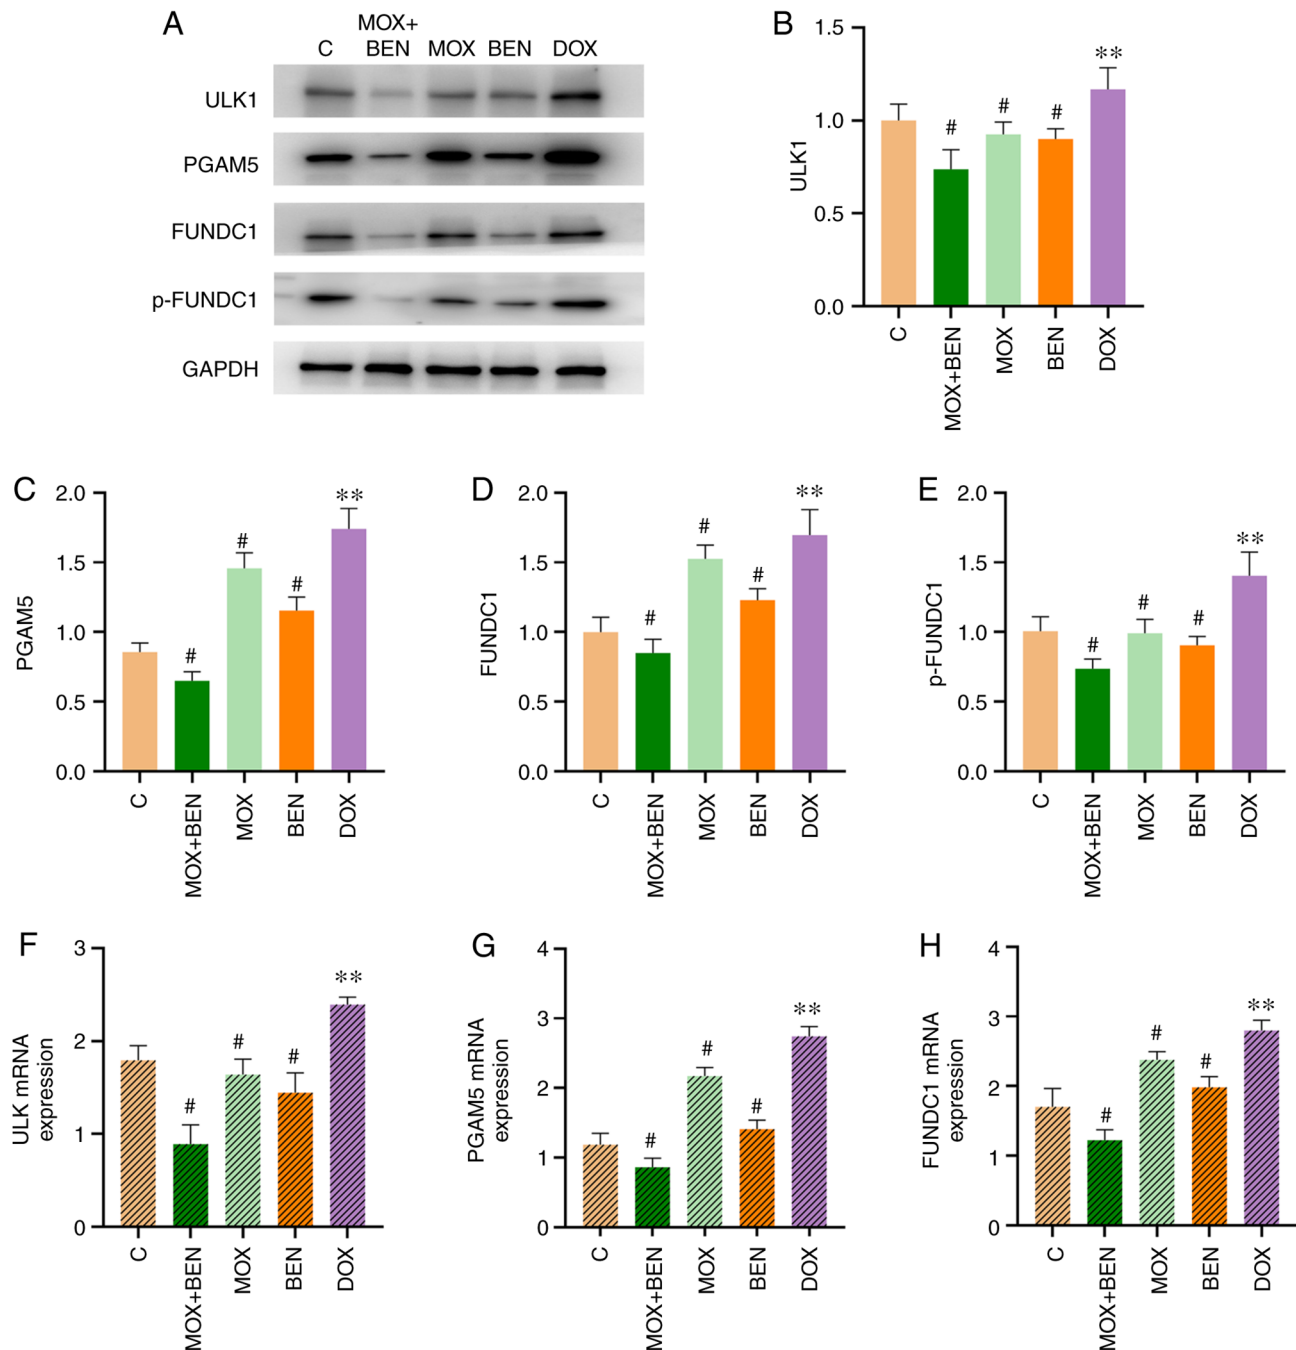 A
C MOX+ BEN MOX BEN DOX
ULK1
PGAM5
FUNDC1
p-FUNDC1
GAPDH
B
ULK1
1.5
1.0
0.5
0.0
# # # **
C MOX+BEN MOX BEN DOX
C
PGAM5
2.0
1.5
1.0
0.5
0.0
# # # **
C MOX+BEN MOX BEN DOX
D
FUNDC1
2.0
1.5
1.0
0.5
0.0
# # # **
C MOX+BEN MOX BEN DOX
E
p-FUNDC1
2.0
1.5
1.0
0.5
0.0
# # # **
C MOX+BEN MOX BEN DOX
F
ULK mRNA
expression
3
2
1
0
# # # **
C MOX+BEN MOX BEN DOX
G
PGAM5 mRNA
expression
4
3
2
1
0
# # # **
C MOX+BEN MOX BEN DOX
H
FUNDC1 mRNA
expression
4
3
2
1
0
# # # **
C MOX+BEN MOX BEN DOX